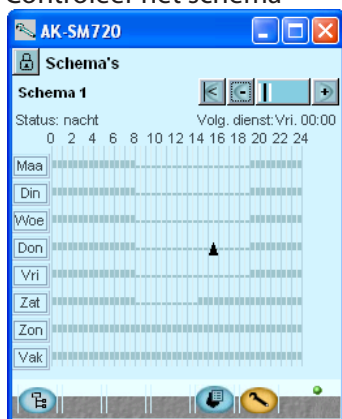 Controleer het schema
AK-SM720
Schema's
Schema 1
Status: nacht Volg. dienst:Vri. 00:00
0 2 4 6 8 10 12 14 16 18 20 22 24
Maa
Din
Woe
Don
Vri
Zat
Zon
Vak